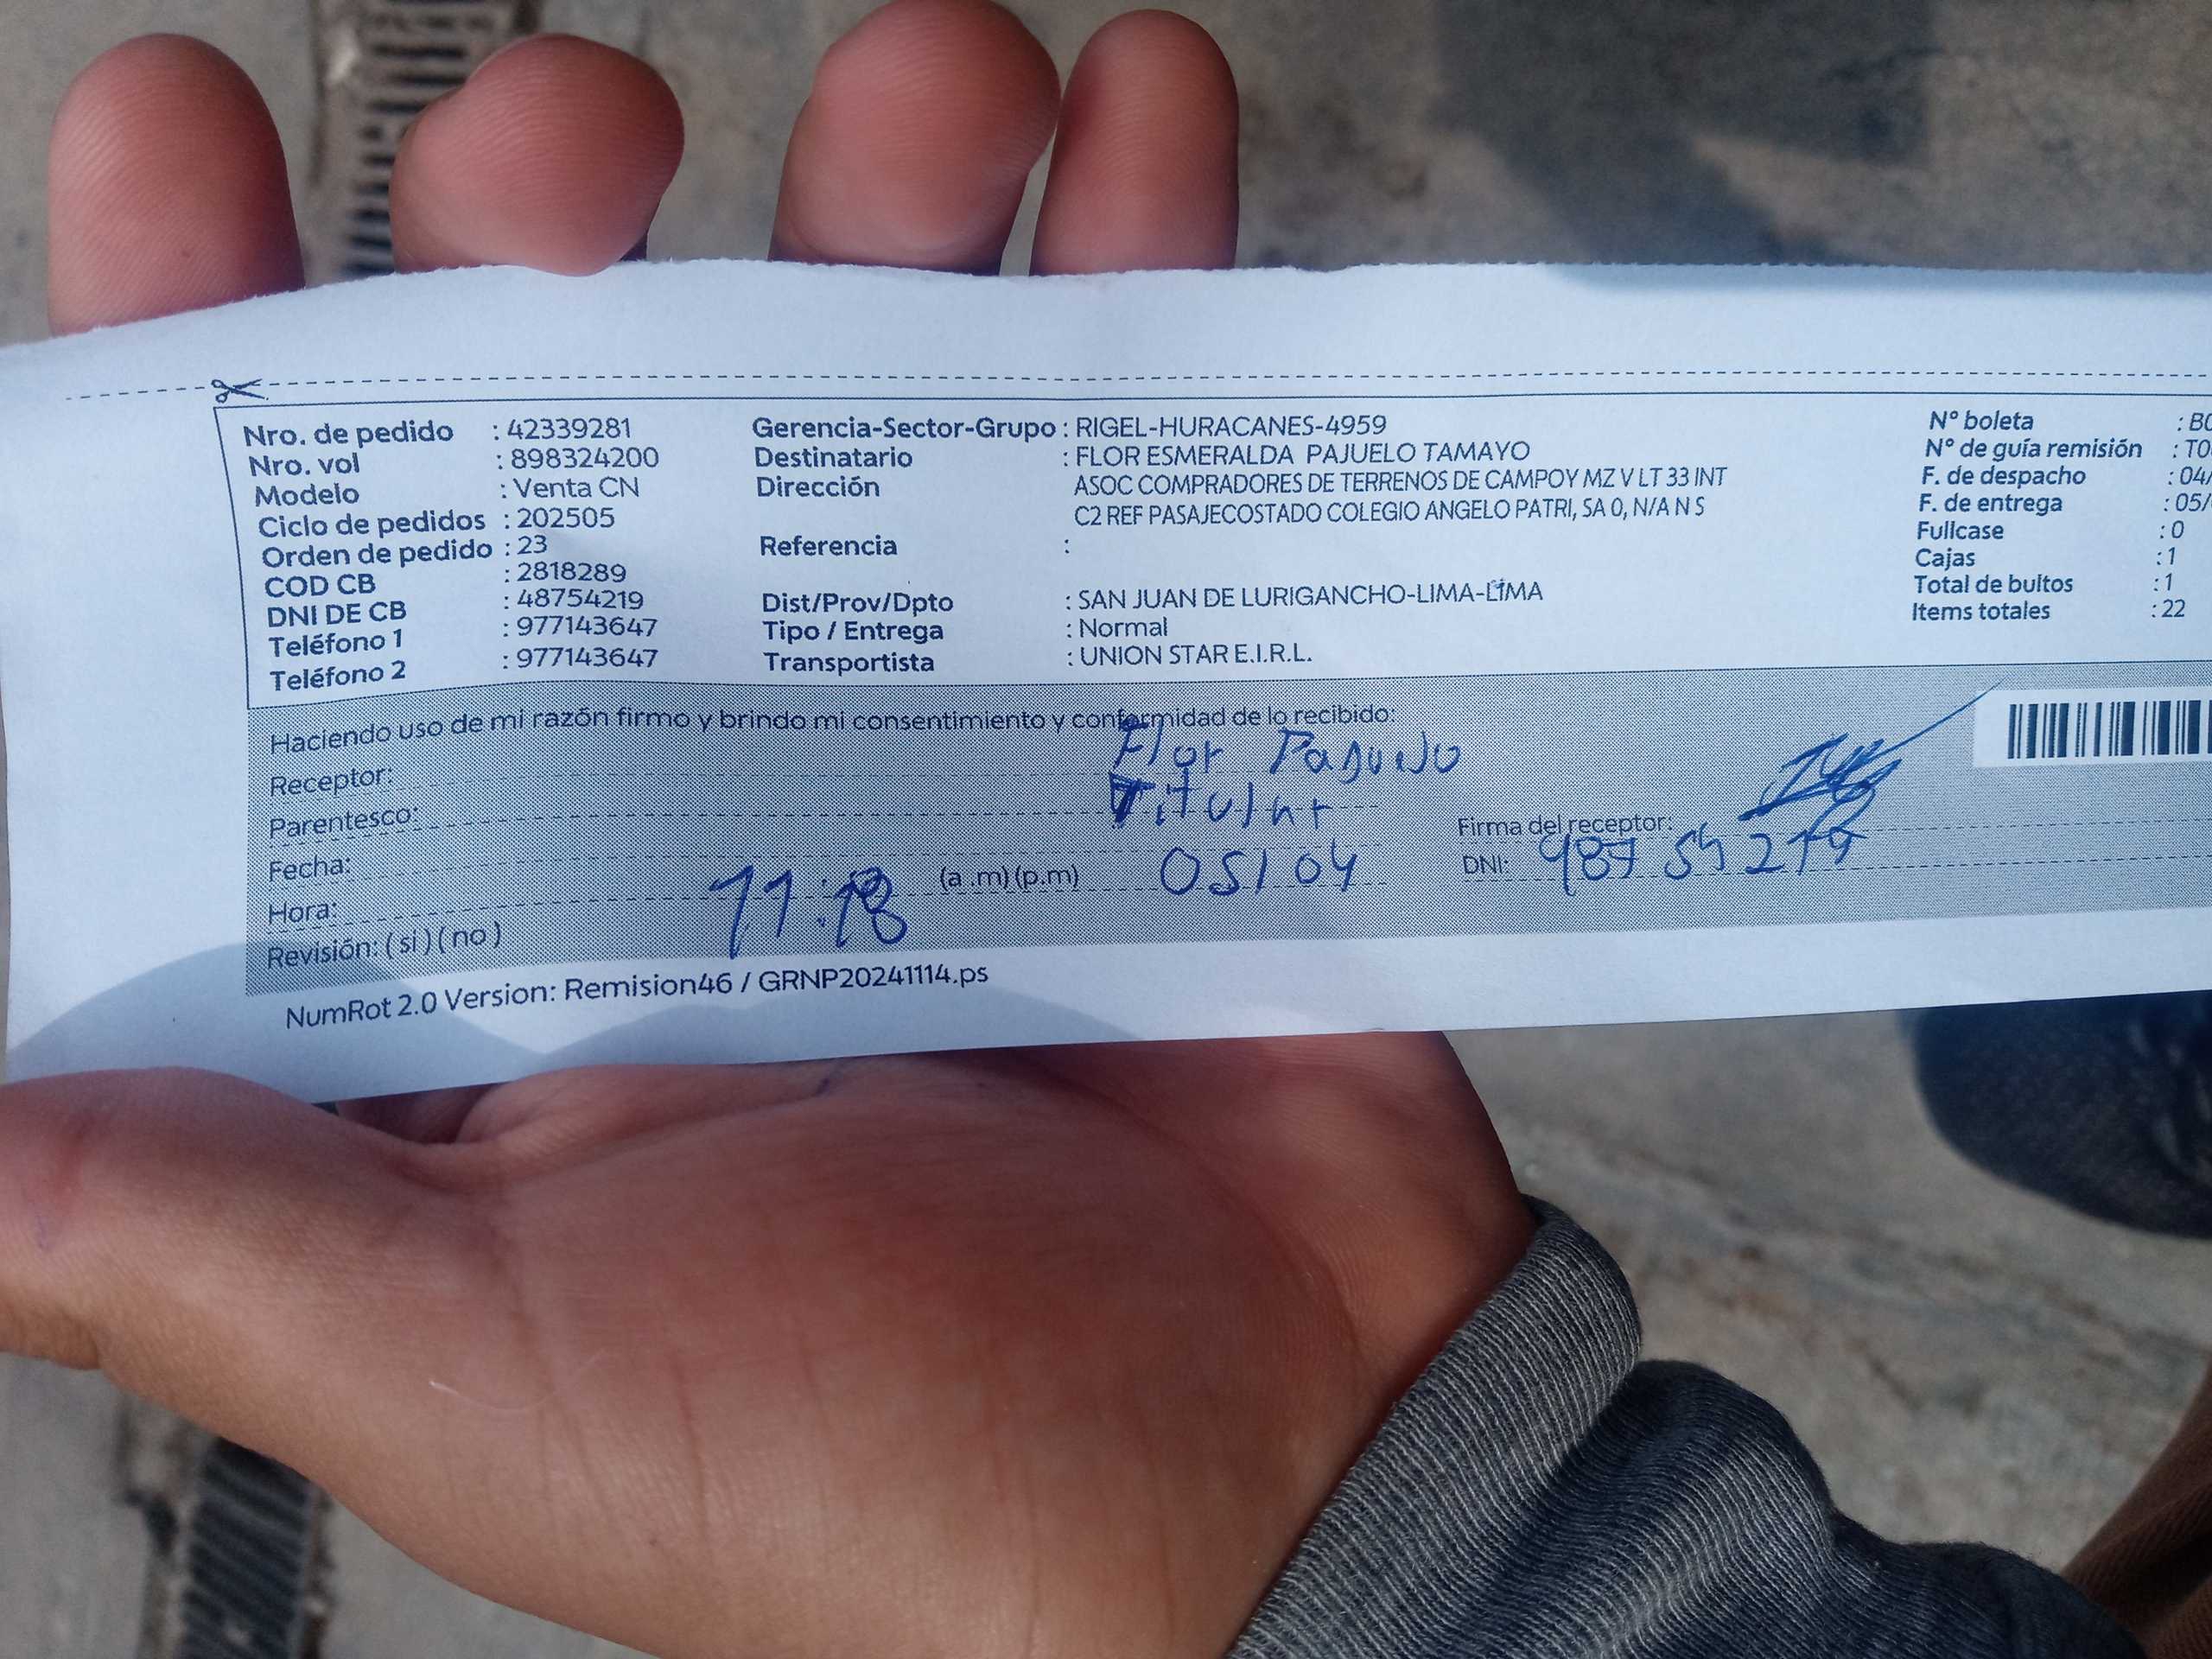 Nro. de pedido : 42339281
Nro. vol : 898324200
Modelo : Venta CN
Ciclo de pedidos : 202505
Orden de pedido : 23
COD CB : 2818289
DNI DE CB : 48754219
Teléfono 1 : 977143647
Teléfono 2 : 977143647
Gerencia-Sector-Grupo : RIGEL-HURACANES-4959
Destinatario : FLOR ESMERALDA PAJUELO TAMAYO
Dirección ASOC COMPRADORES DE TERRENOS DE CAMPOY MZ V LT 33 INT
C2 REF PASAJECOSTADO COLEGIO ANGELO PATRI, SA 0, N/A N S
Referencia :
Dist/Prov/Dpto : SAN JUAN DE LURIGANCHO-LIMA-LIMA
Tipo / Entrega : Normal
Transportista : UNION STAR E.I.R.L.
N° boleta : B0
N° de guía remisión : T0
F. de despacho : 04/
F. de entrega : 05/
Fullcase : 0
Cajas : 1
Total de bultos : 1
Items totales : 22
Haciendo uso de mi razón firmo y brindo mi consentimiento y conformidad de lo recibido:
Receptor: Flor Pajuelo
Parentesco: Titular
Fecha: 05/04
Hora: 11:18 (a .m) (p.m)
Revisión: ( si ) ( no )
Firma del receptor:
DNI: 48754219
NumRot 2.0 Version: Remision46 / GRNP20241114.ps